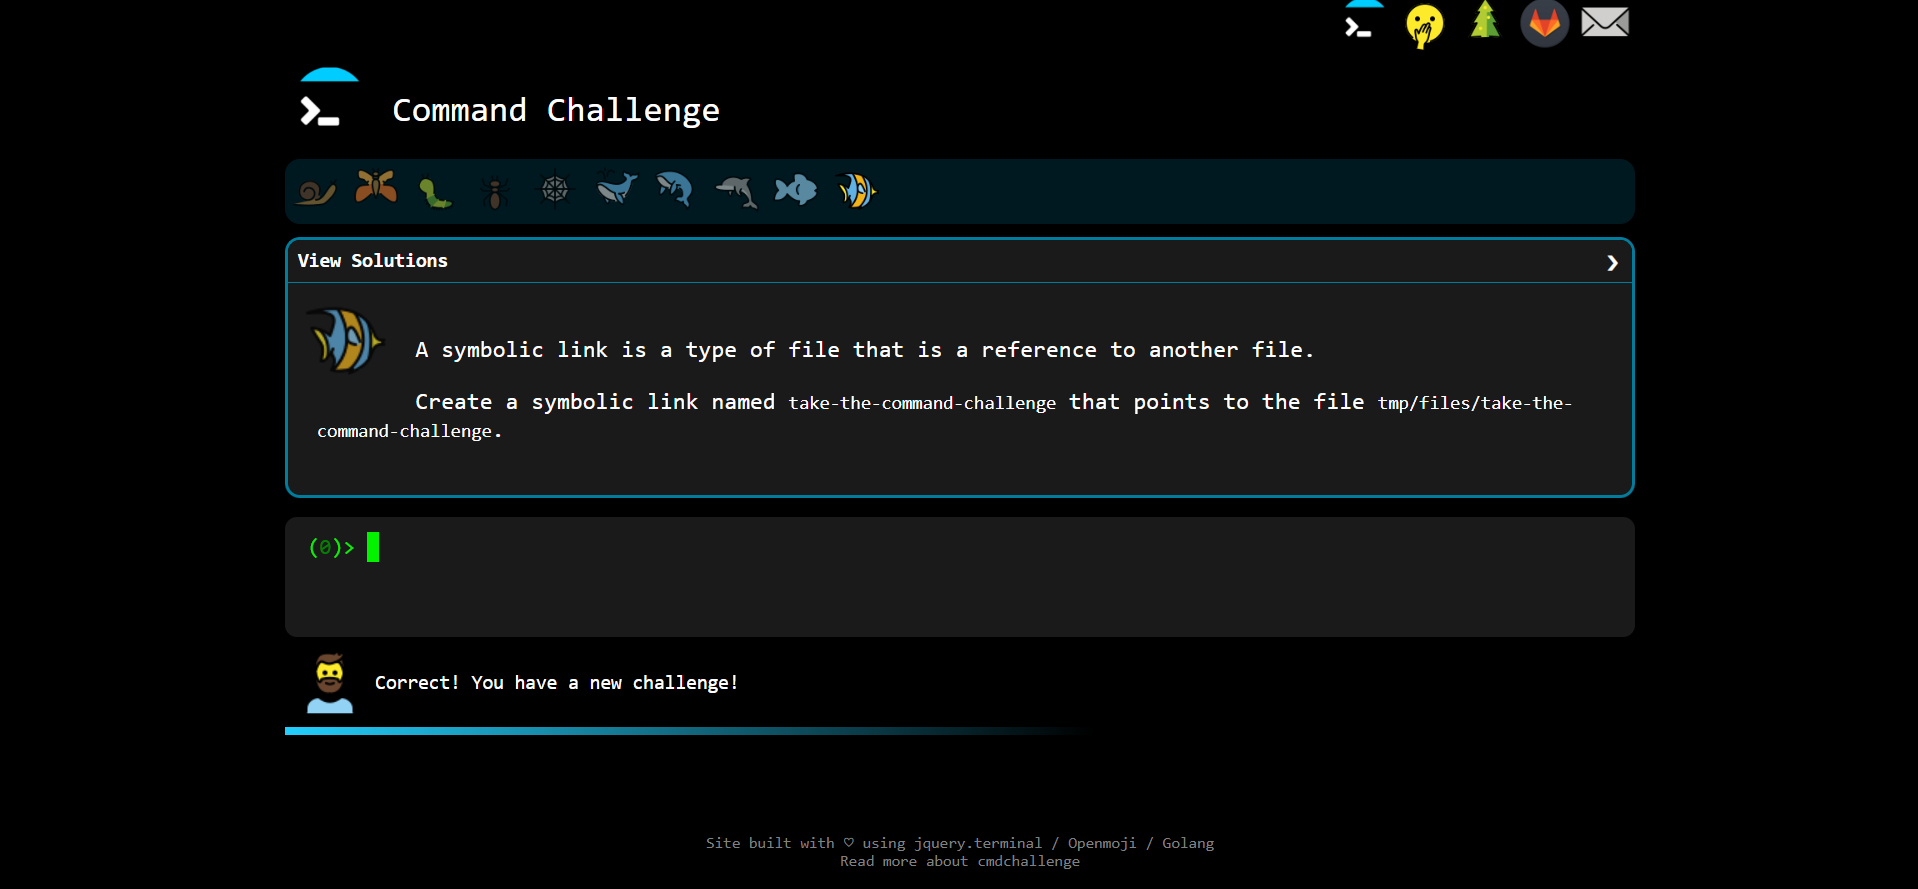 Command Challenge
View Solutions
A symbolic link is a type of file that is a reference to another file.
Create a symbolic link named take-the-command-challenge that points to the file tmp/files/take-the-
command-challenge.
(0)>
Correct! You have a new challenge!
Site built with ♡ using jquery.terminal / Openmoji / Golang
Read more about cmdchallenge